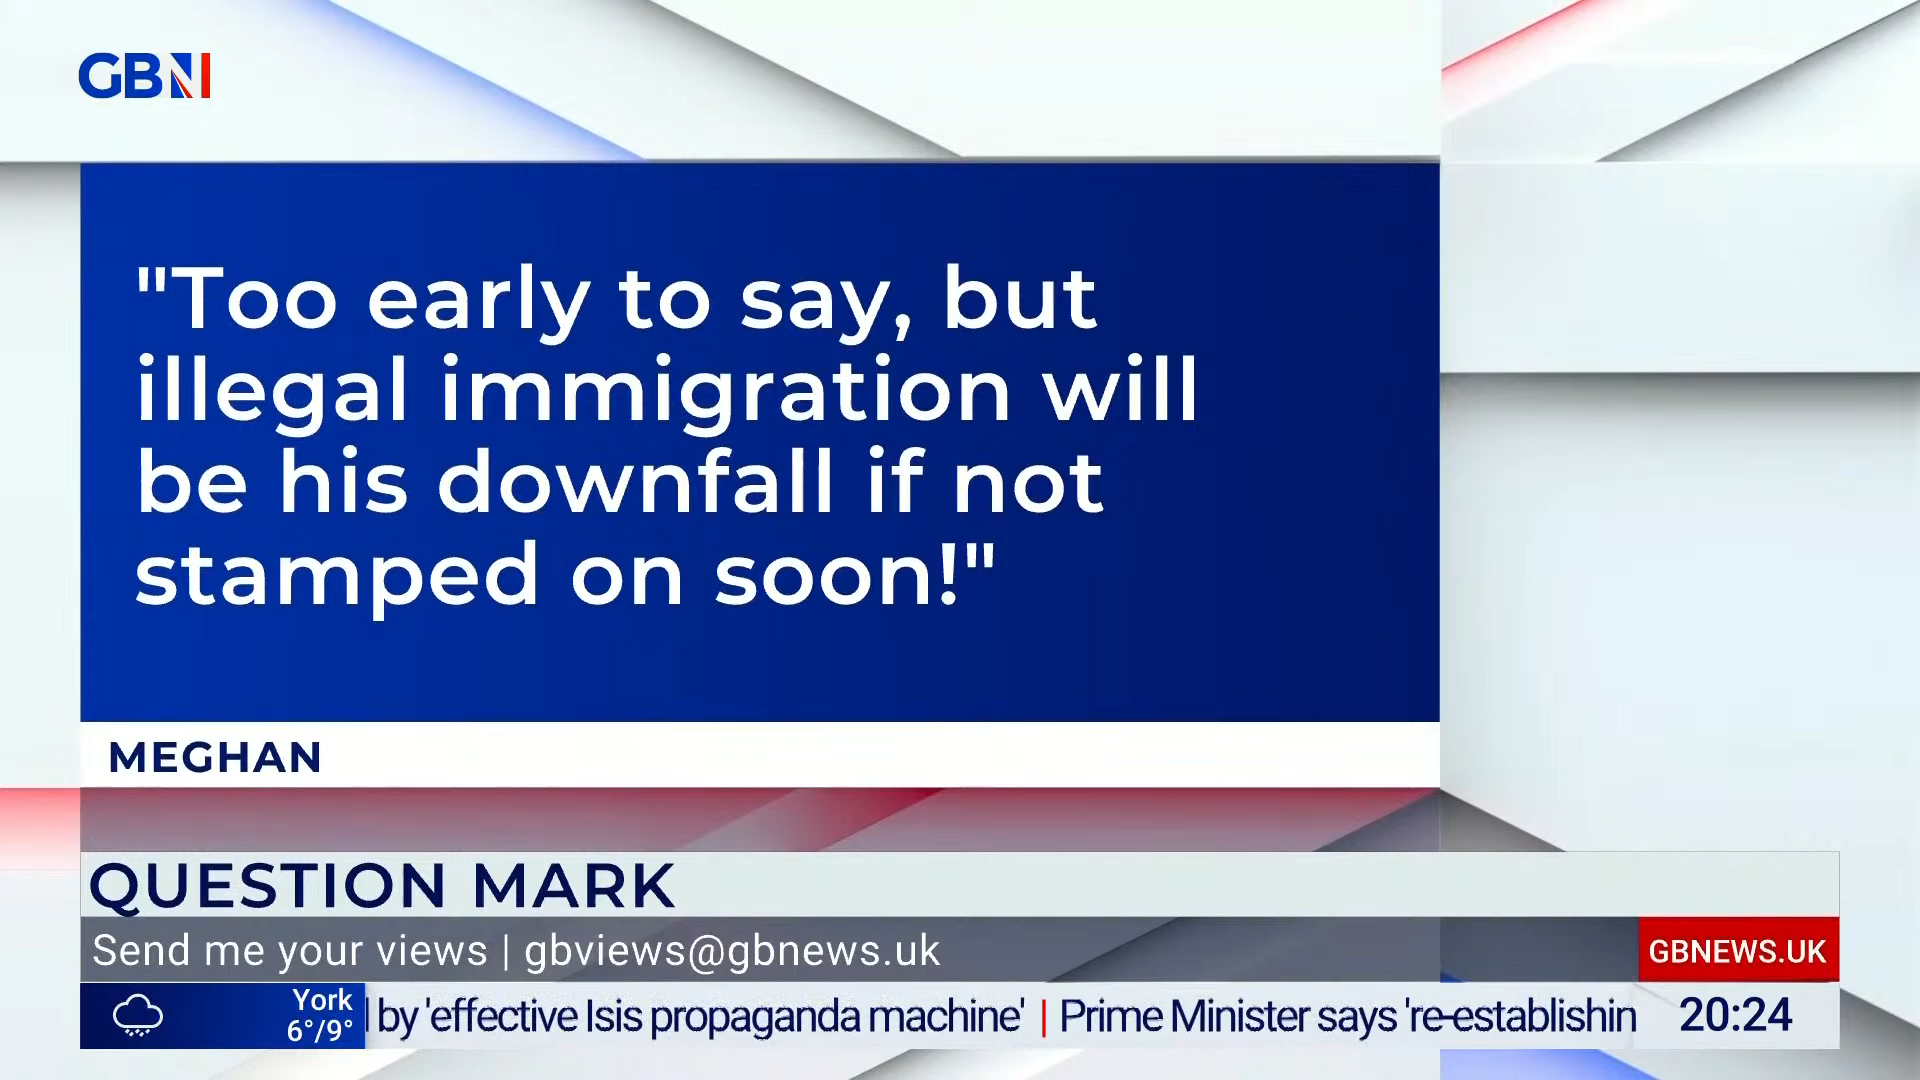 GBN
"Too early to say, but
illegal immigration will
be his downfall if not
stamped on soon!"
MEGHAN
QUESTION MARK
Send me your views | gbviews@gbnews.uk
GBNEWS.UK
York
6°/9°
by 'effective Isis propaganda machine' | Prime Minister says 're-establishin
20:24